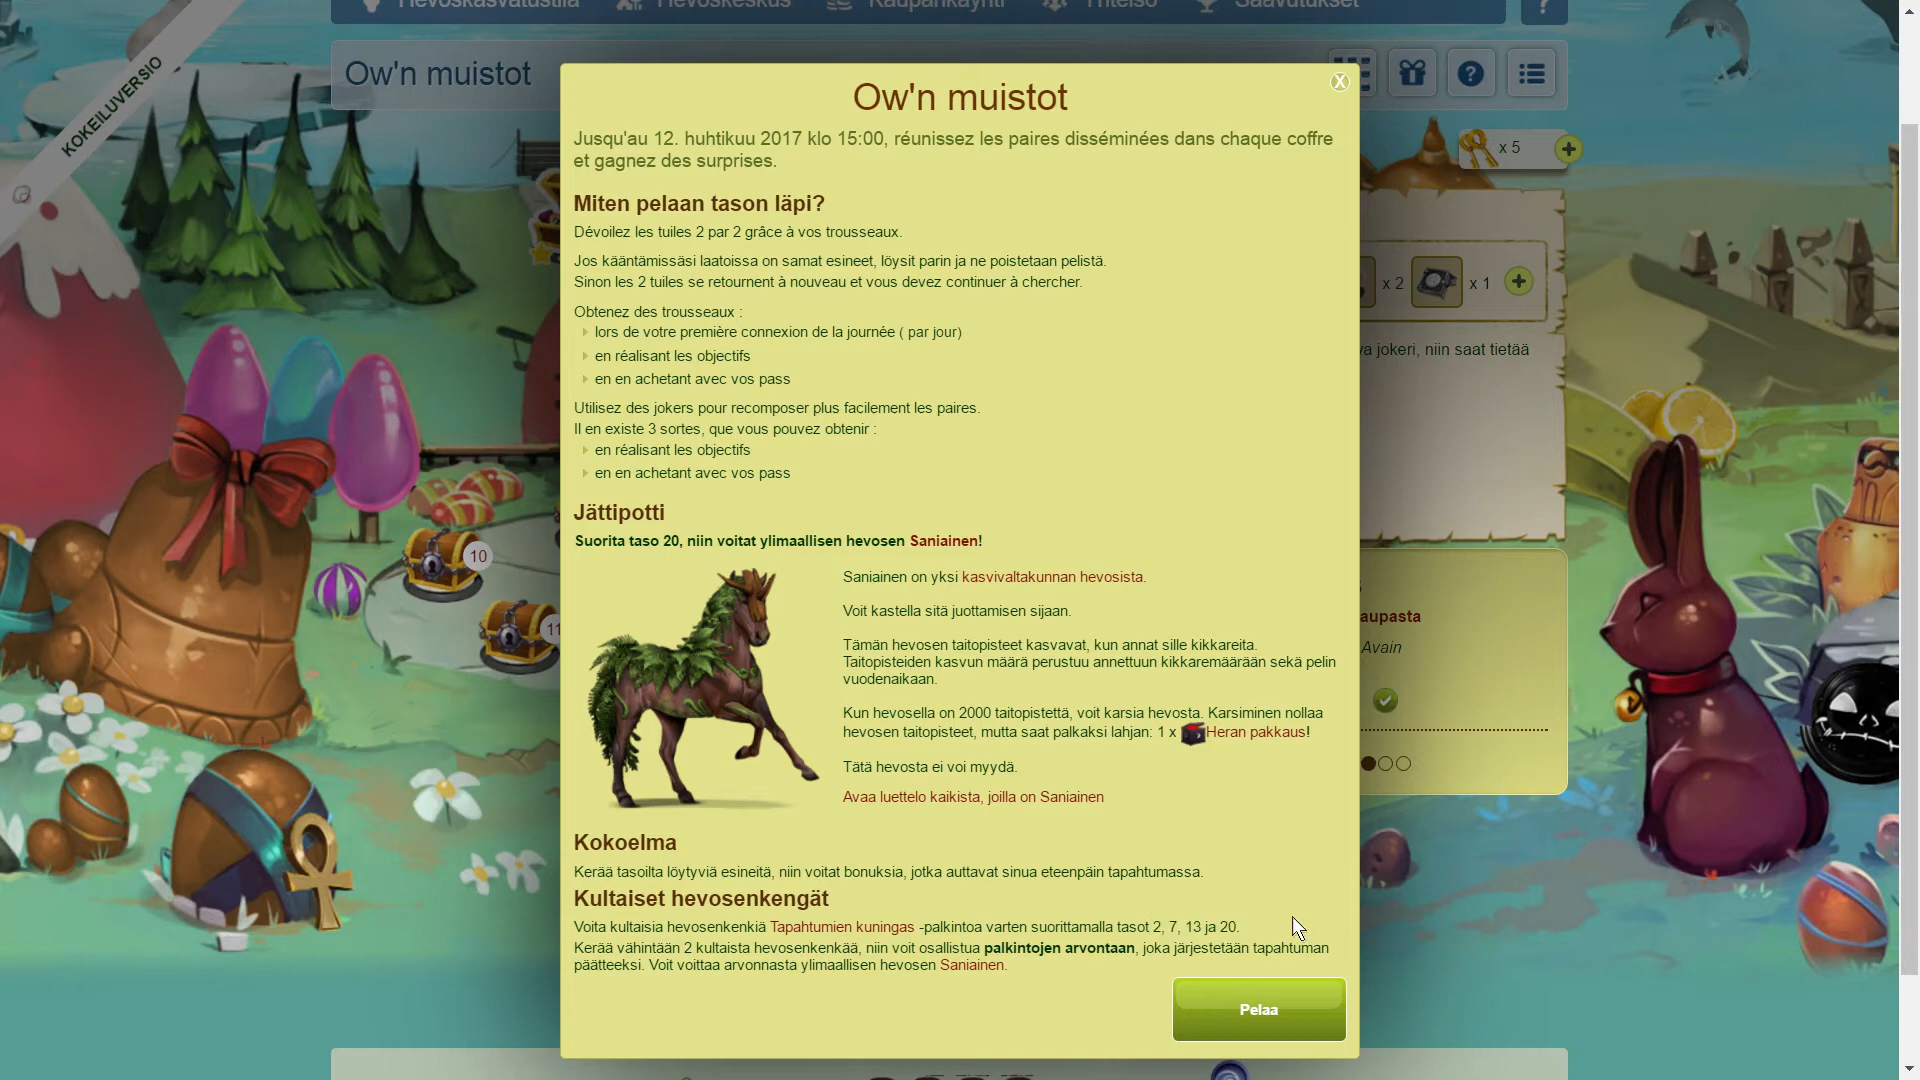 Hevoskasvatustila
Hevoskeskus
Kaupankäynti
Yhteisö
Saavutukset
?
KOKEILUVERSIO
Ow'n muistot
x 5
Ow'n muistot
X
Jusqu'au 12. huhtikuu 2017 klo 15:00, réunissez les paires disséminées dans chaque coffre
et gagnez des surprises.
Miten pelaan tason läpi?
Dévoilez les tuiles 2 par 2 grâce à vos trousseaux.
Jos kääntämissäsi laatoissa on samat esineet, löysit parin ja ne poistetaan pelistä.
Sinon les 2 tuiles se retournent à nouveau et vous devez continuer à chercher.
Obtenez des trousseaux :
lors de votre première connexion de la journée ( par jour)
en réalisant les objectifs
en en achetant avec vos pass
Utilisez des jokers pour recomposer plus facilement les paires.
Il en existe 3 sortes, que vous pouvez obtenir :
en réalisant les objectifs
en en achetant avec vos pass
Jättipotti
Suorita taso 20, niin voitat ylimaallisen hevosen Saniainen!
Saniainen on yksi kasvivaltakunnan hevosista.
Voit kastella sitä juottamisen sijaan.
Tämän hevosen taitopisteet kasvavat, kun annat sille kikkareita.
Taitopisteiden kasvun määrä perustuu annettuun kikkaremäärään sekä pelin
vuodenaikaan.
Kun hevosella on 2000 taitopistettä, voit karsia hevosta. Karsiminen nollaa
hevosen taitopisteet, mutta saat palkaksi lahjan: 1 x Heran pakkaus!
Tätä hevosta ei voi myydä.
Avaa luettelo kaikista, joilla on Saniainen
Kokoelma
Kerää tasoilta löytyviä esineitä, niin voitat bonuksia, jotka auttavat sinua eteenpäin tapahtumassa.
Kultaiset hevosenkengät
Voita kultaisia hevosenkenkiä Tapahtumien kuningas -palkintoa varten suorittamalla tasot 2, 7, 13 ja 20.
Kerää vähintään 2 kultaista hevosenkenkää, niin voit osallistua palkintojen arvontaan, joka järjestetään tapahtuman
päätteeksi. Voit voittaa arvonnasta ylimaallisen hevosen Saniainen.
Pelaa
x 2
x 1
jokeri, niin saat tietää
Avain
10
11